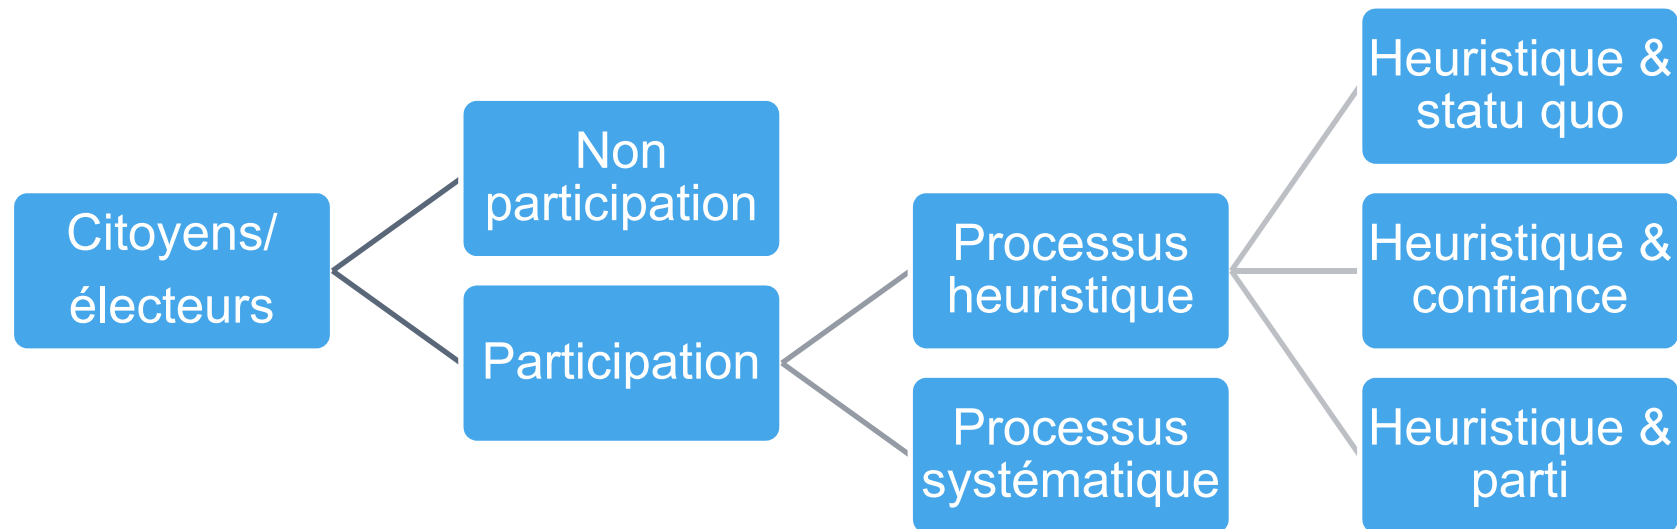 Citoyens/
électeurs
Non
participation
Participation
Processus
heuristique
Processus
systématique
Heuristique &
statu quo
Heuristique &
confiance
Heuristique &
parti